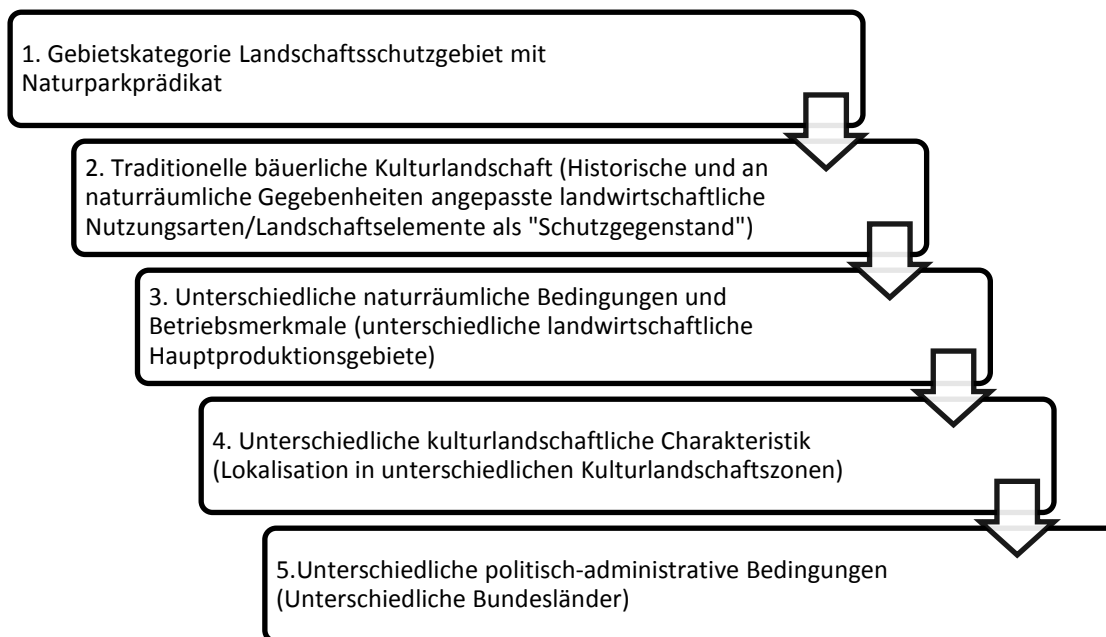 1. Gebietskategorie Landschaftsschutzgebiet mit
Naturparkprädikat
2. Traditionelle bäuerliche Kulturlandschaft (Historische und an
naturräumliche Gegebenheiten angepasste landwirtschaftliche
Nutzungsarten/Landschaftselemente als "Schutzgegenstand")
3. Unterschiedliche naturräumliche Bedingungen und
Betriebsmerkmale (unterschiedliche landwirtschaftliche
Hauptproduktionsgebiete)
4. Unterschiedliche kulturlandschaftliche Charakteristik
(Lokalisation in unterschiedlichen Kulturlandschaftszonen)
5.Unterschiedliche politisch-administrative Bedingungen
(Unterschiedliche Bundesländer)